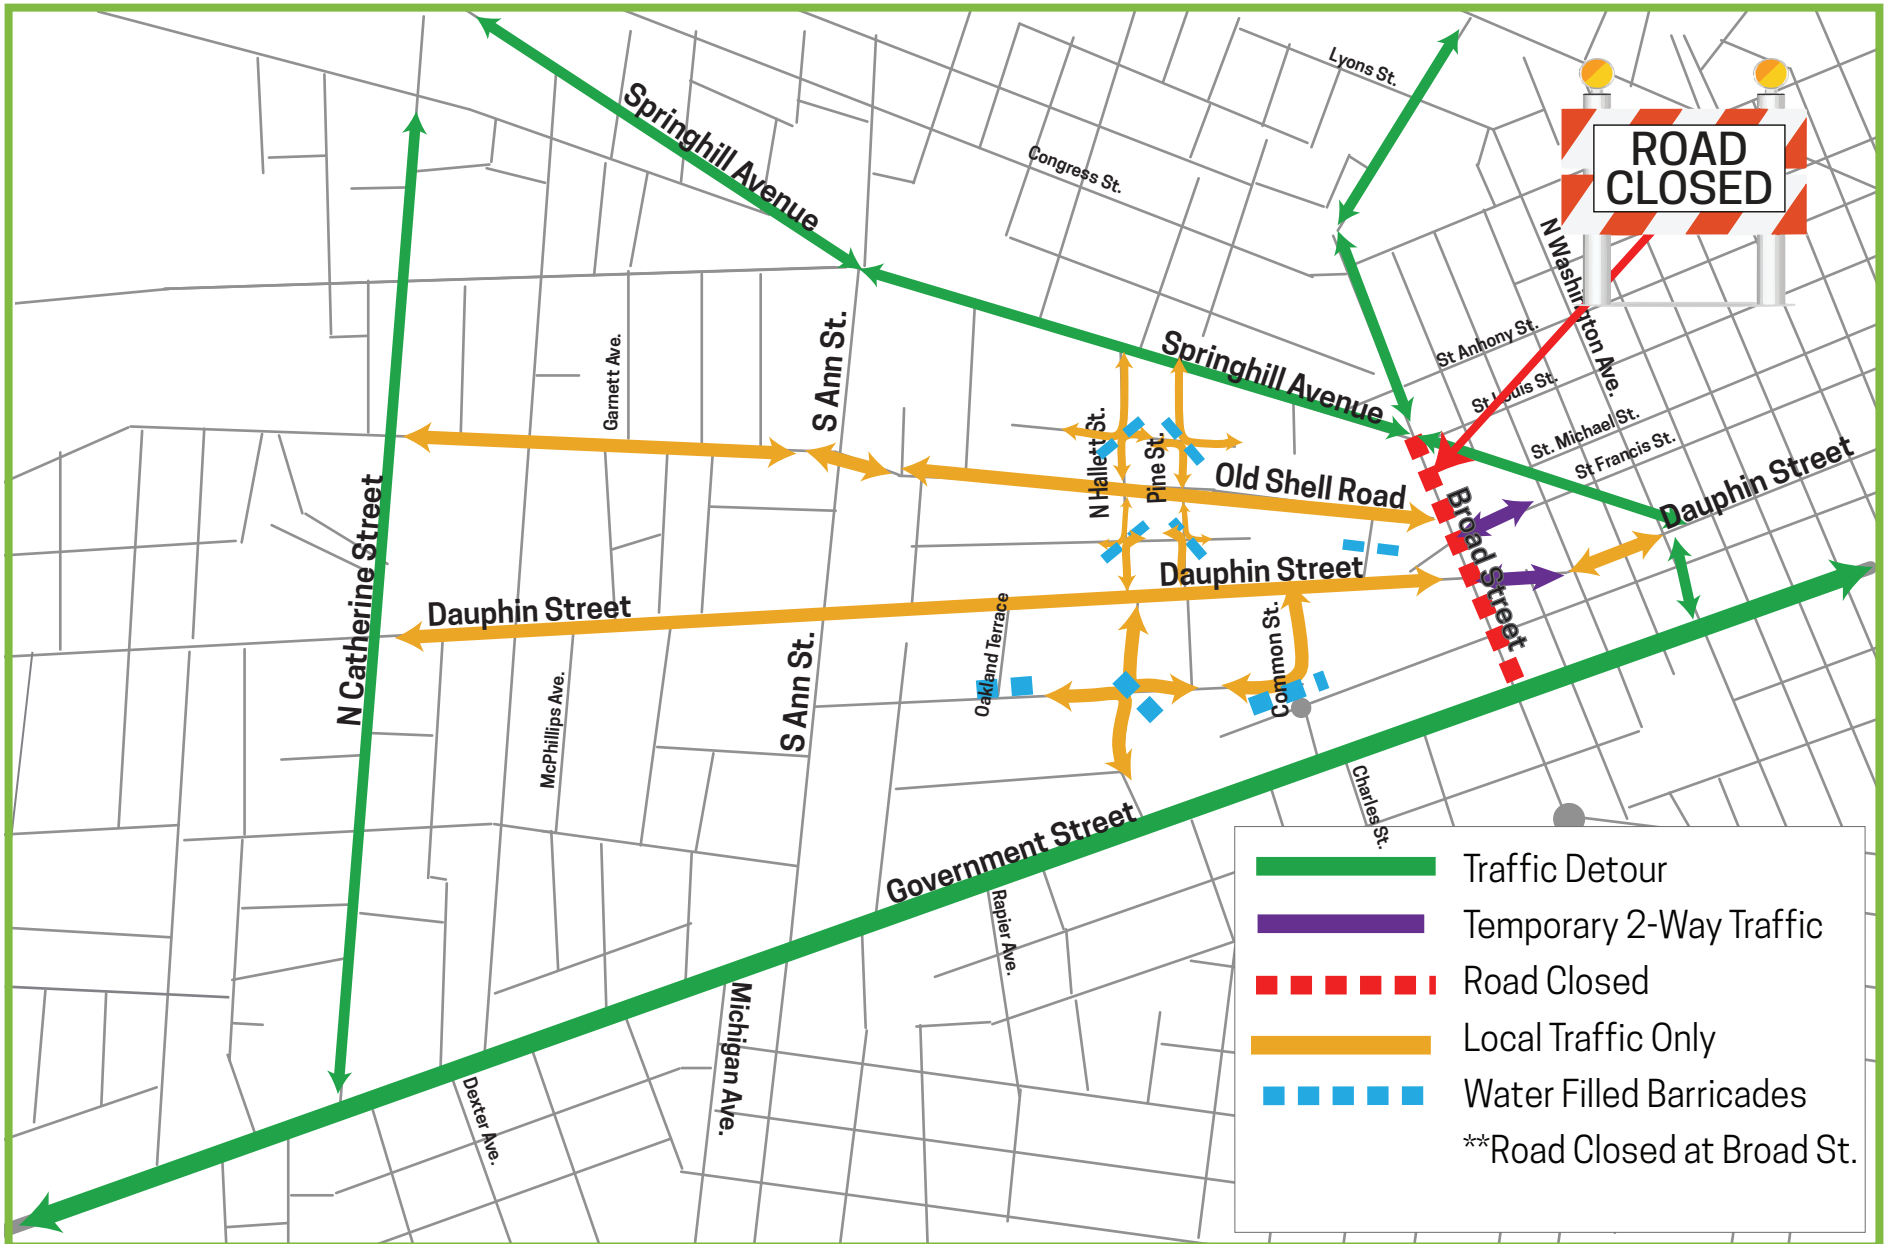 Lyons St.
Springhill Avenue
Congress St.
ROAD
CLOSED
N Washington Ave.
St Anhony St.
St Louis St.
St. Michael St.
St Francis St.
Garnett Ave.
S Ann St.
Springhill Avenue
N Hallett St.
Pine St.
Old Shell Road
Broad Street
Dauphin Street
N Catherine Street
Dauphin Street
Dauphin Street
Oakland Terrace
Common St.
McPhillips Ave.
S Ann St.
Charles St.
Government Street
Rapier Ave.
Michigan Ave.
Dexter Ave.
Traffic Detour
Temporary 2-Way Traffic
Road Closed
Local Traffic Only
Water Filled Barricades
**Road Closed at Broad St.